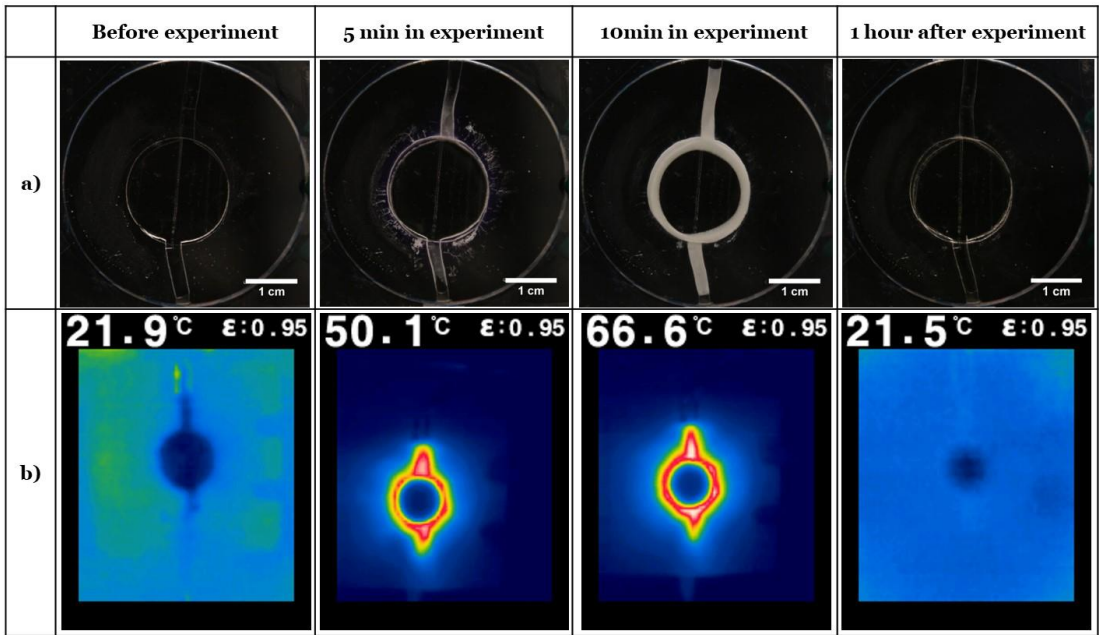 Before experiment
5 min in experiment
10min in experiment
1 hour after experiment
a)
1 cm
1 cm
1 cm
1 cm
b)
21.9℃ ε:0.95
50.1℃ ε:0.95
66.6℃ ε:0.95
21.5℃ ε:0.95